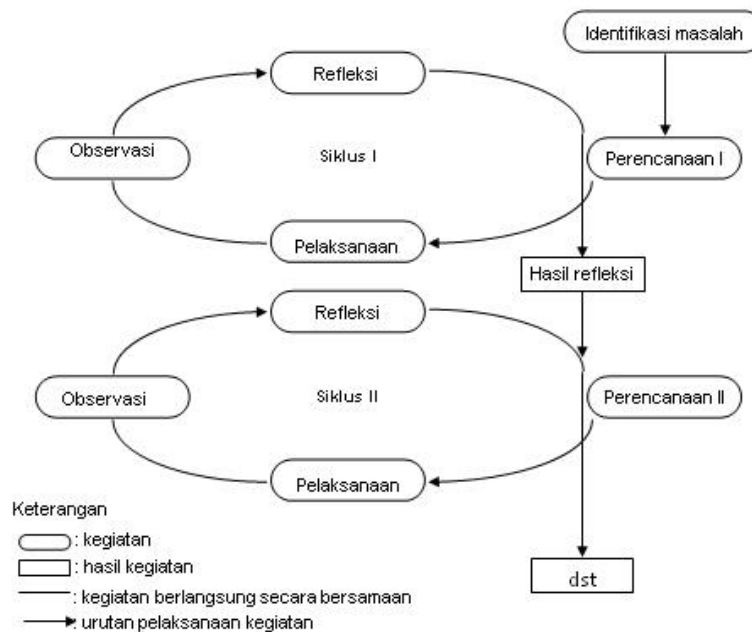 Identifikasi masalah
Refleksi
Observasi
Siklus I
Perencanaan I
Pelaksanaan
Hasil refleksi
Refleksi
Observasi
Siklus II
Perencanaan II
Pelaksanaan
Keterangan
: kegiatan
: hasil kegiatan
: kegiatan berlangsung secara bersamaan
: urutan pelaksanaan kegiatan
dst